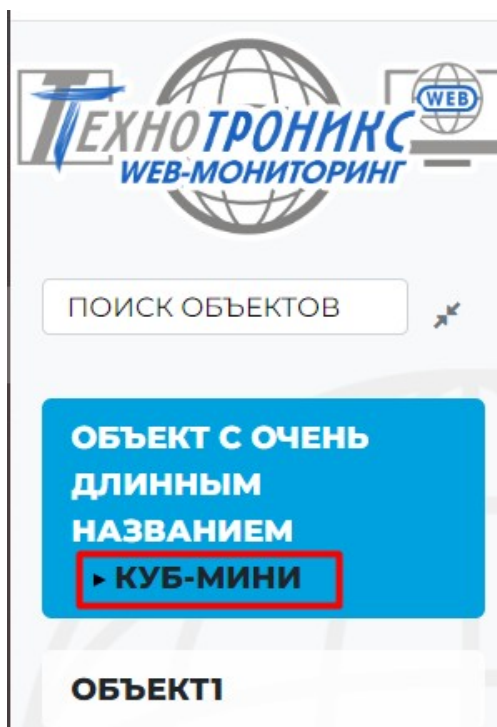 ТЕХНОТРОНИКС
WEB
WEB-МОНИТОРИНГ
ПОИСК ОБЪЕКТОВ
ОБЪЕКТ С ОЧЕНЬ
ДЛИННЫМ
НАЗВАНИЕМ
▸ КУБ-МИНИ
ОБЪЕКТ1